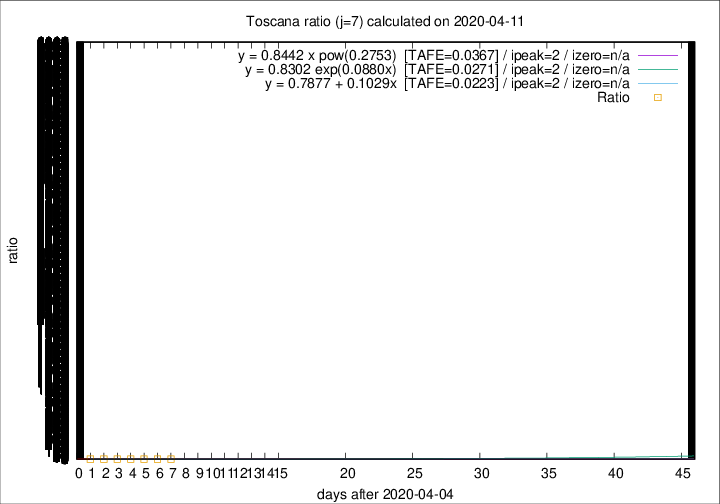 Toscana ratio (j=7) calculated on 2020-04-11
y = 0.8442 x pow(0.2753) [TAFE=0.0367] / ipeak=2 / izero=n/a
y = 0.8302 exp(0.0880x) [TAFE=0.0271] / ipeak=2 / izero=n/a
y = 0.7877 + 0.1029x [TAFE=0.0223] / ipeak=2 / izero=n/a
Ratio
ratio
0 1 2 3 4 5 6 7 8 9 10 11 12 13 14 15 20 25 30 35 40 45
days after 2020-04-04